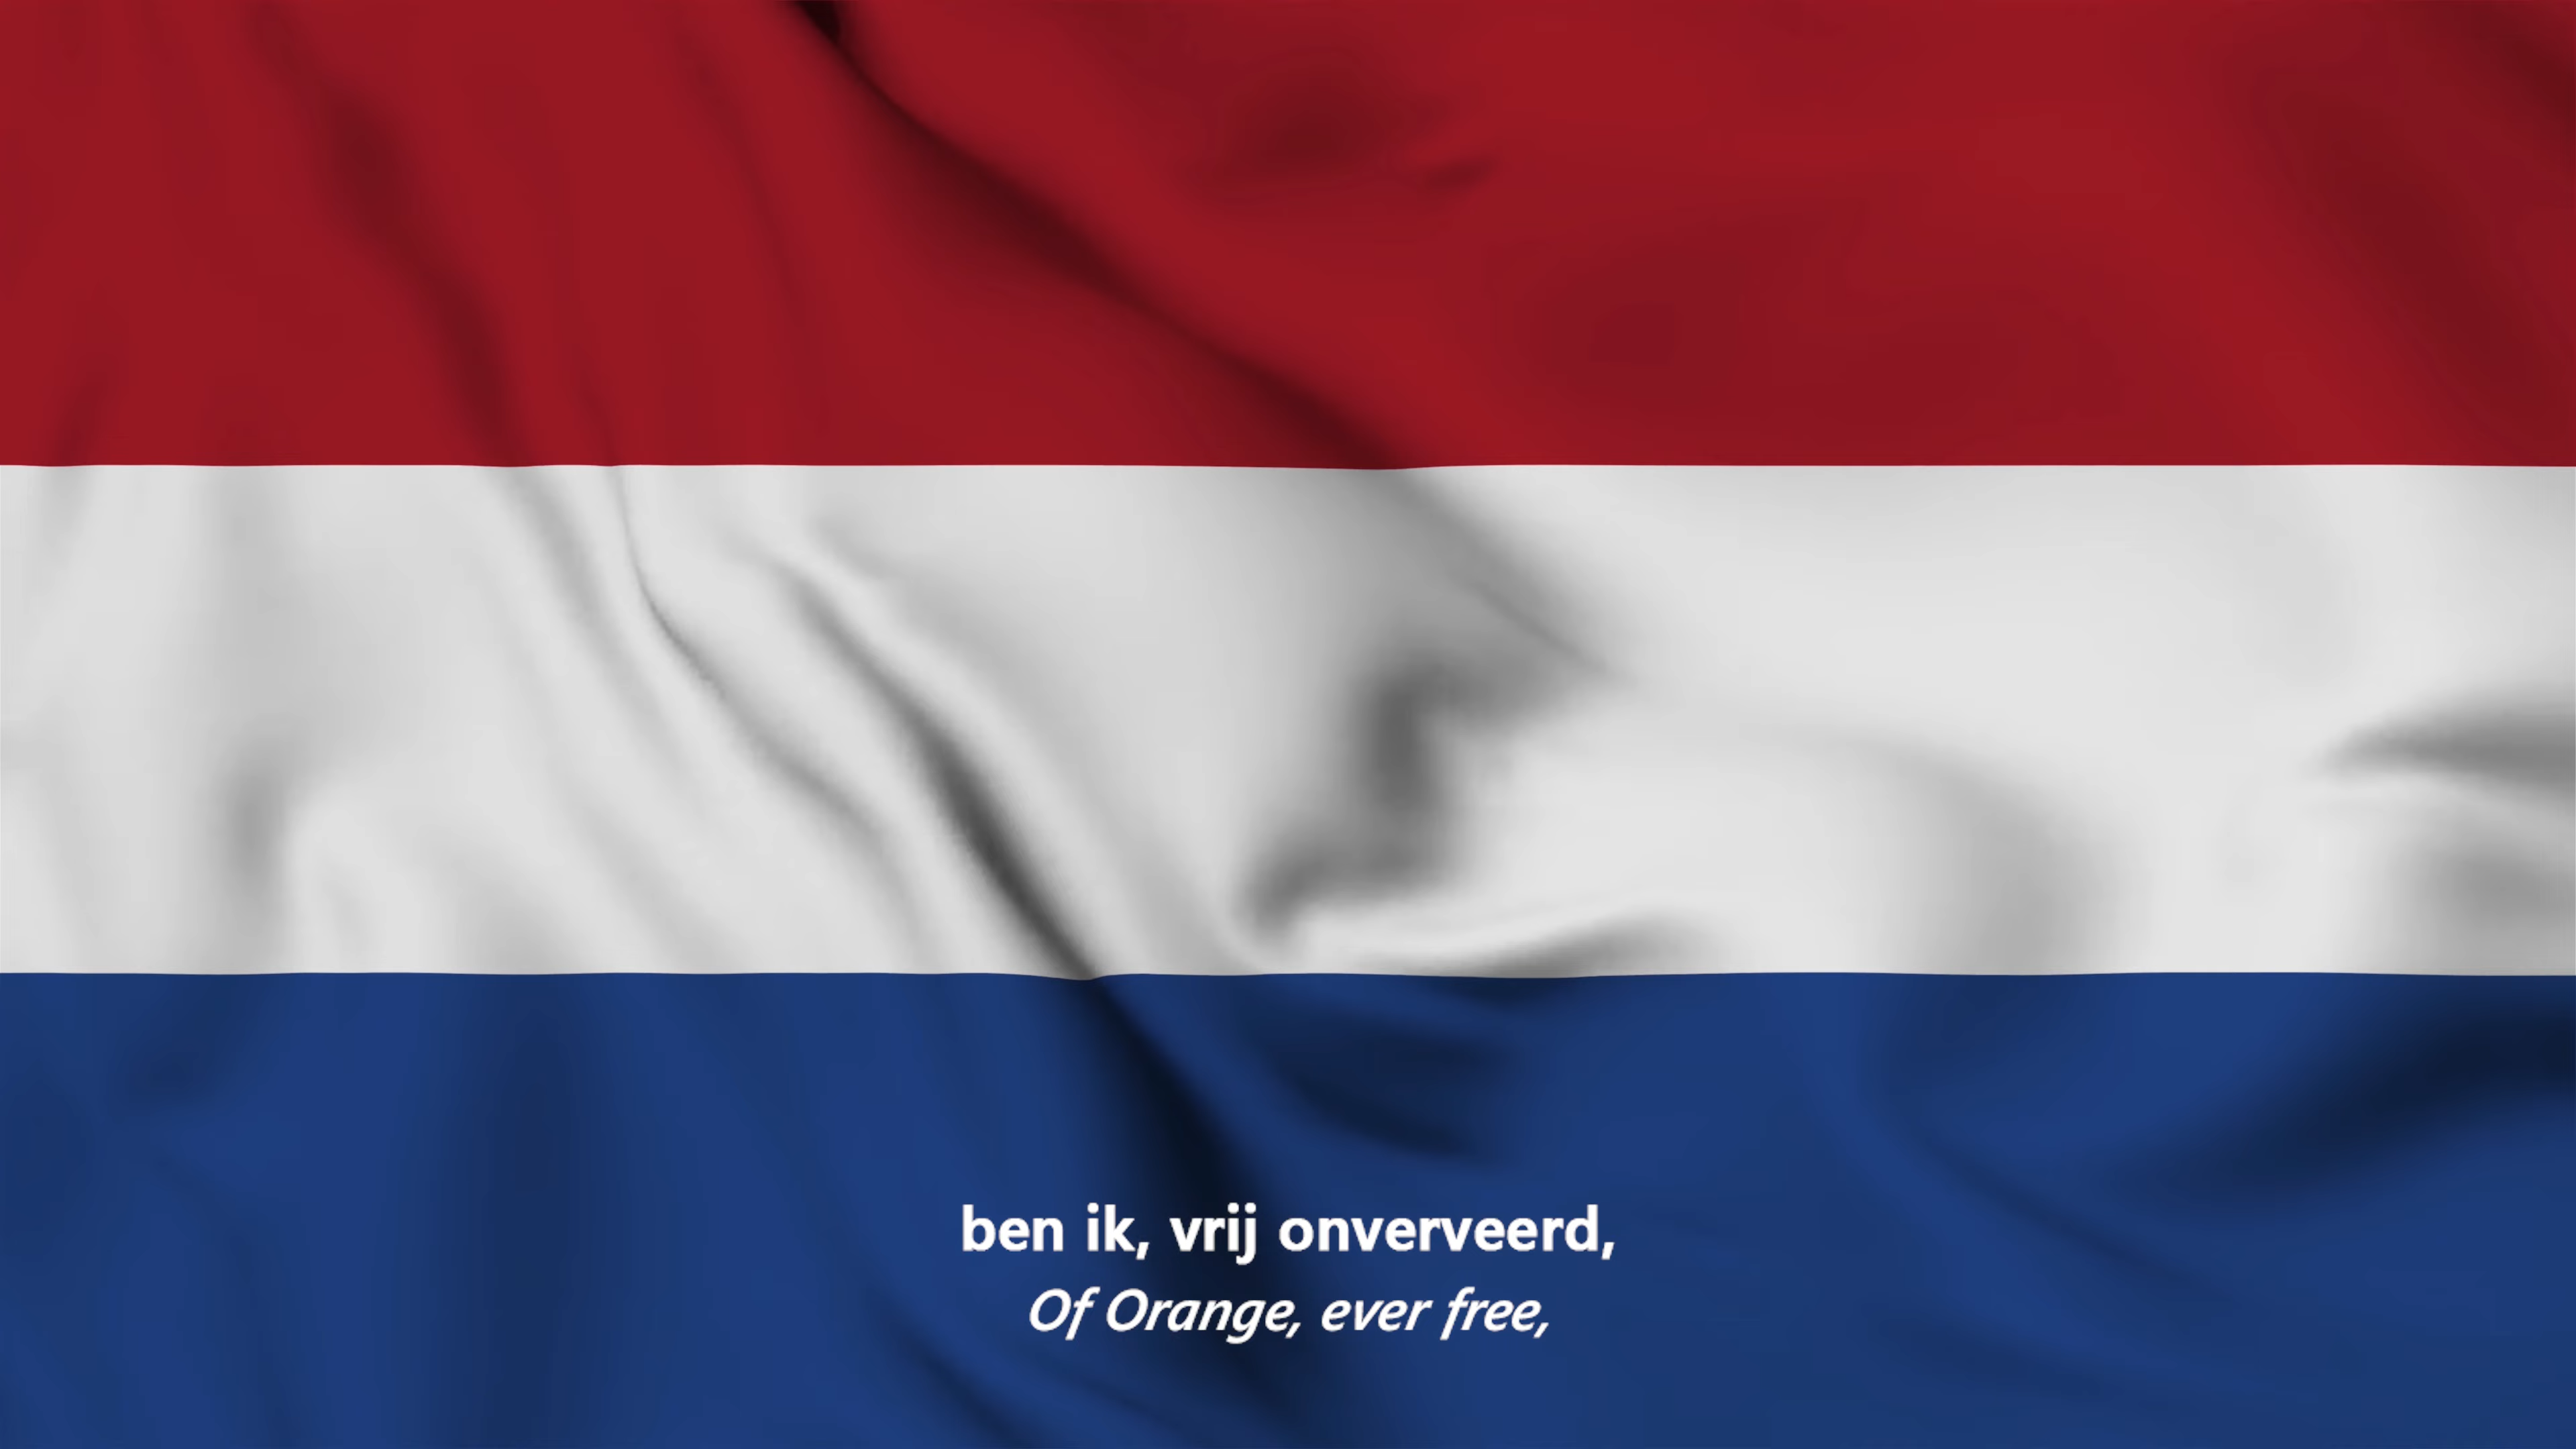 ben ik, vrij onverveerd,
Of Orange, ever free,